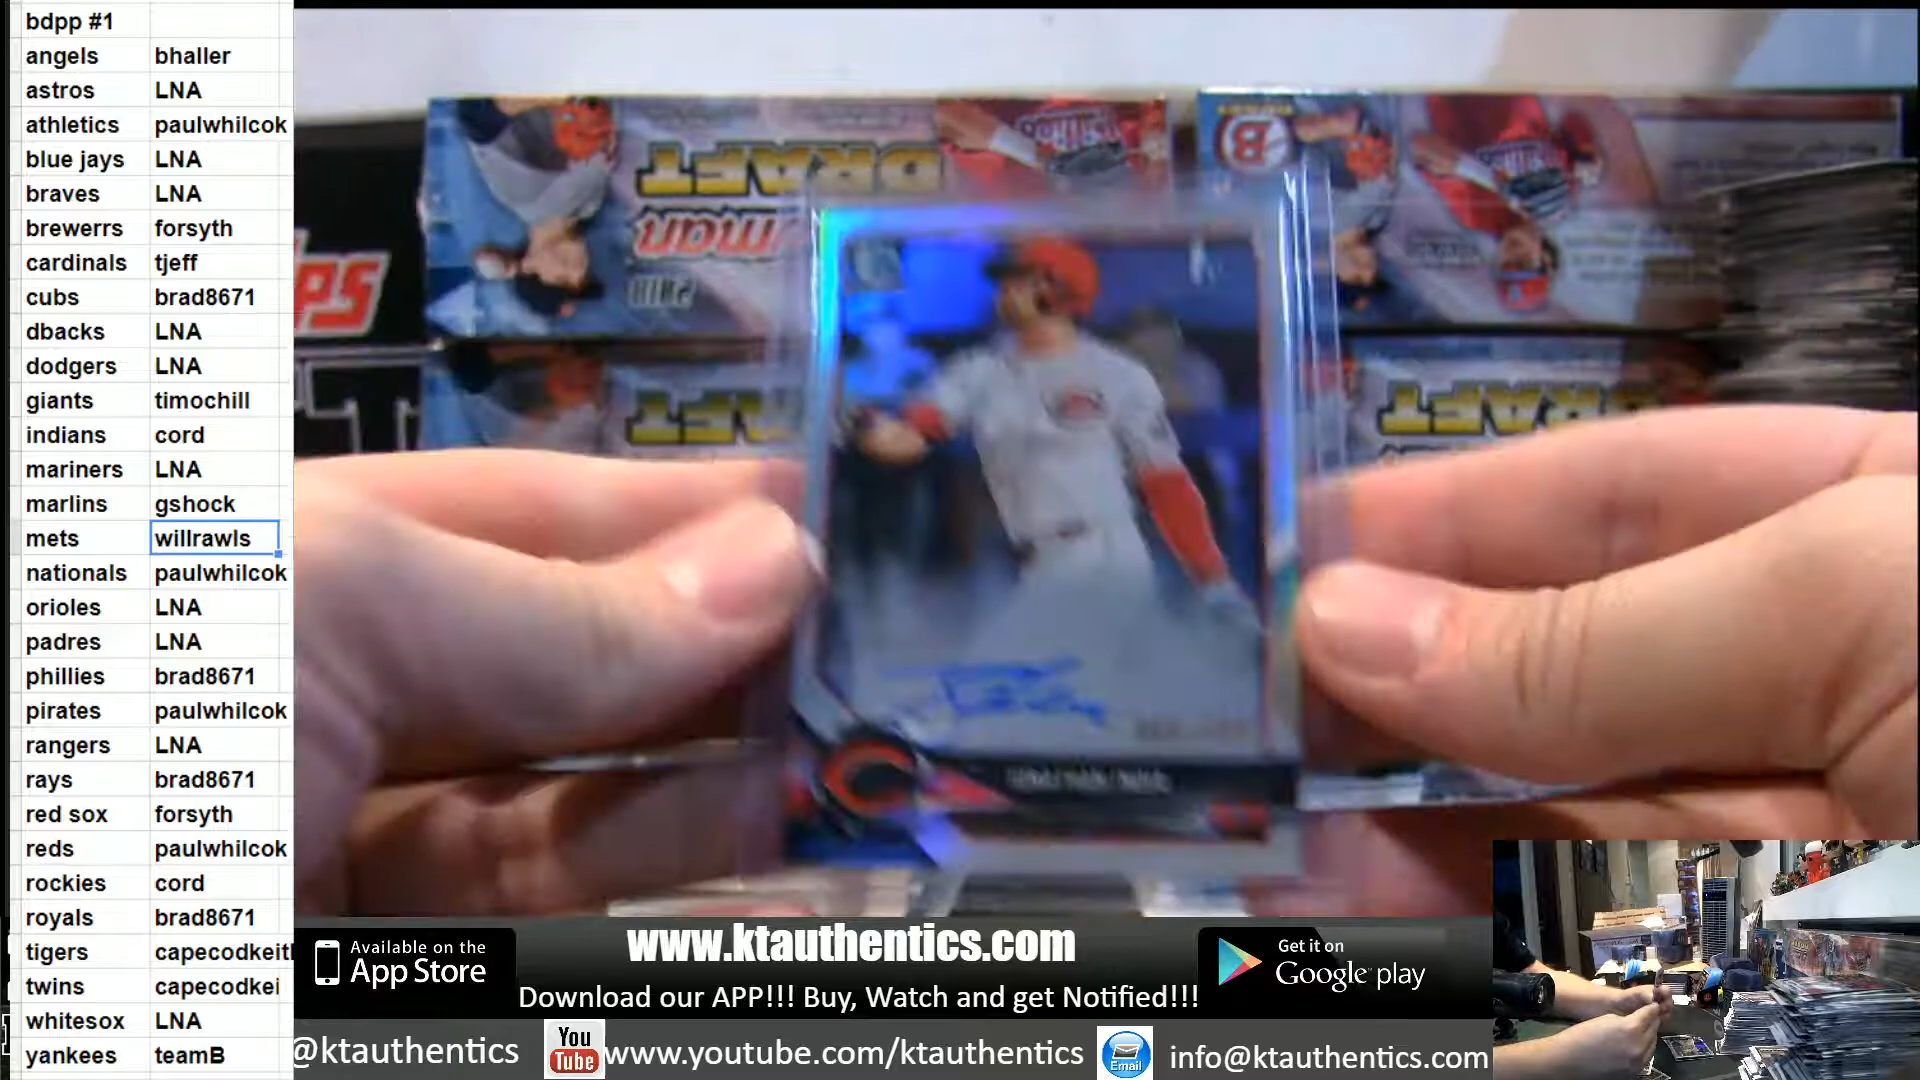 bdpp #1
angels bhaller
astros LNA
athletics paulwhilcok
blue jays LNA
braves LNA
brewerrs forsyth
cardinals tjeff
cubs brad8671
dbacks LNA
dodgers LNA
giants timochill
indians cord
mariners LNA
marlins gshock
mets willrawls
nationals paulwhilcok
orioles LNA
padres LNA
phillies brad8671
pirates paulwhilcok
rangers LNA
rays brad8671
red sox forsyth
reds paulwhilcok
rockies cord
royals brad8671
tigers capecodkeitl
twins capecodkei
whitesox LNA
yankees teamB
DRAFT
man
B
PS
DRAFT
C
Available on the
App Store
www.ktauthentics.com
Get it on
Google play
Download our APP!!! Buy, Watch and get Notified!!!
@ktauthentics
You
Tube
www.youtube.com/ktauthentics
Email
info@ktauthentics.com